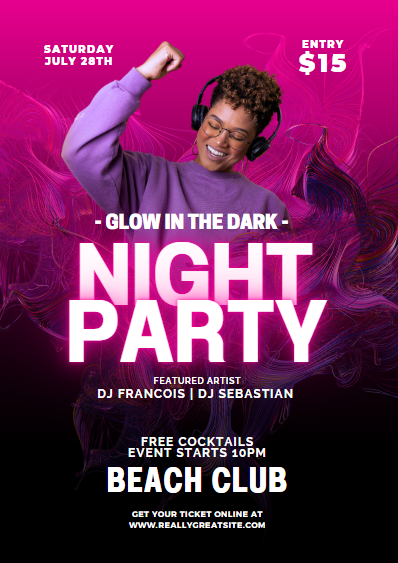 SATURDAY
JULY 28TH
ENTRY
$15
- GLOW IN THE DARK -
NIGHT
PARTY
FEATURED ARTIST
DJ FRANCOIS | DJ SEBASTIAN
FREE COCKTAILS
EVENT STARTS 10PM
BEACH CLUB
GET YOUR TICKET ONLINE AT
WWW.REALLYGREATSITE.COM